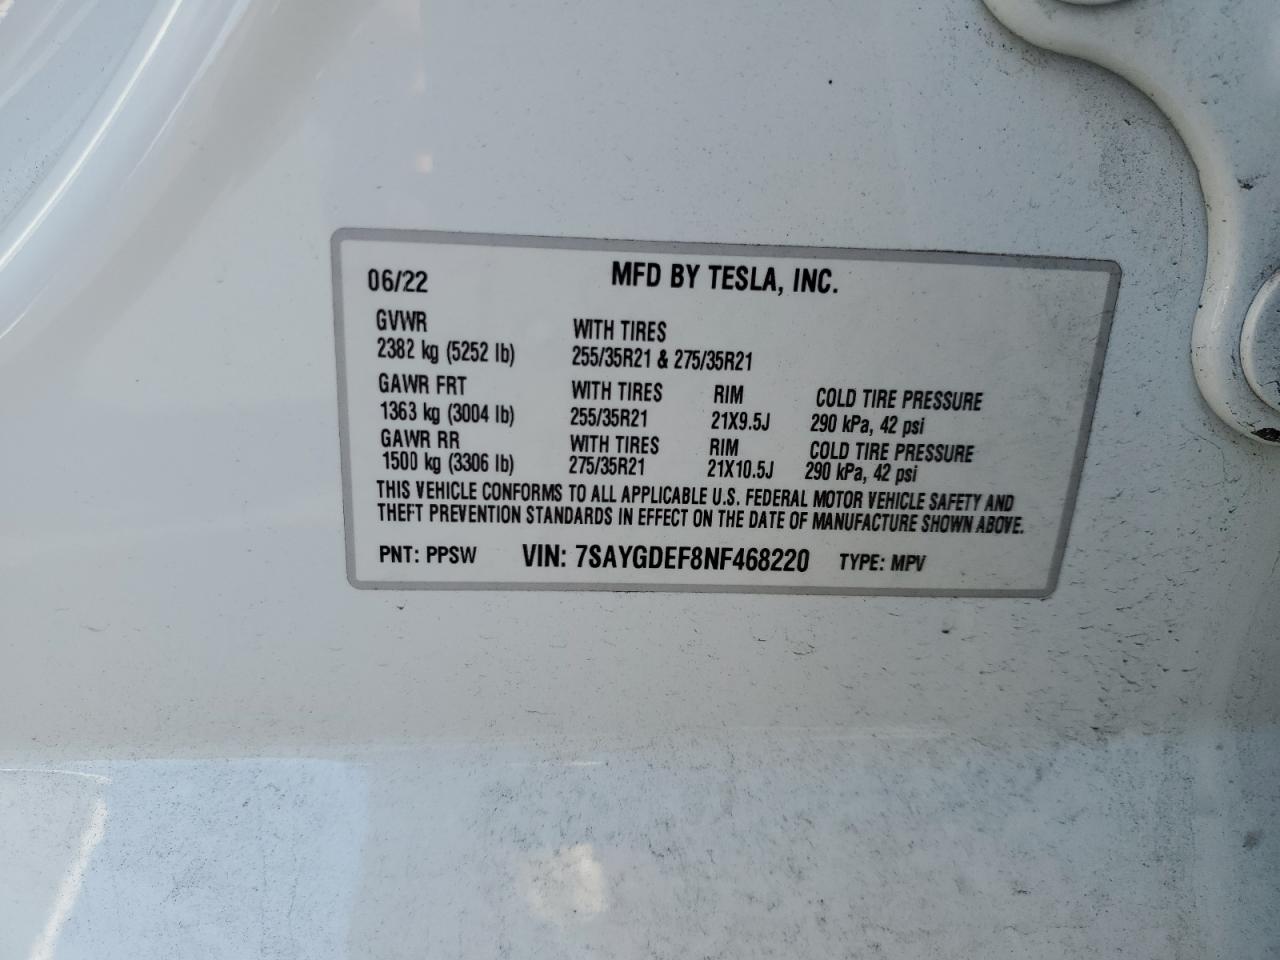 06/22 MFD BY TESLA, INC.
GVWR WITH TIRES
2382 kg (5252 lb) 255/35R21 & 275/35R21
GAWR FRT WITH TIRES RIM COLD TIRE PRESSURE
1363 kg (3004 lb) 255/35R21 21X9.5J 290 kPa, 42 psi
GAWR RR WITH TIRES RIM COLD TIRE PRESSURE
1500 kg (3306 lb) 275/35R21 21X10.5J 290 kPa, 42 psi
THIS VEHICLE CONFORMS TO ALL APPLICABLE U.S. FEDERAL MOTOR VEHICLE SAFETY AND
THEFT PREVENTION STANDARDS IN EFFECT ON THE DATE OF MANUFACTURE SHOWN ABOVE.
PNT: PPSW VIN: 7SAYGDEF8NF468220 TYPE: MPV